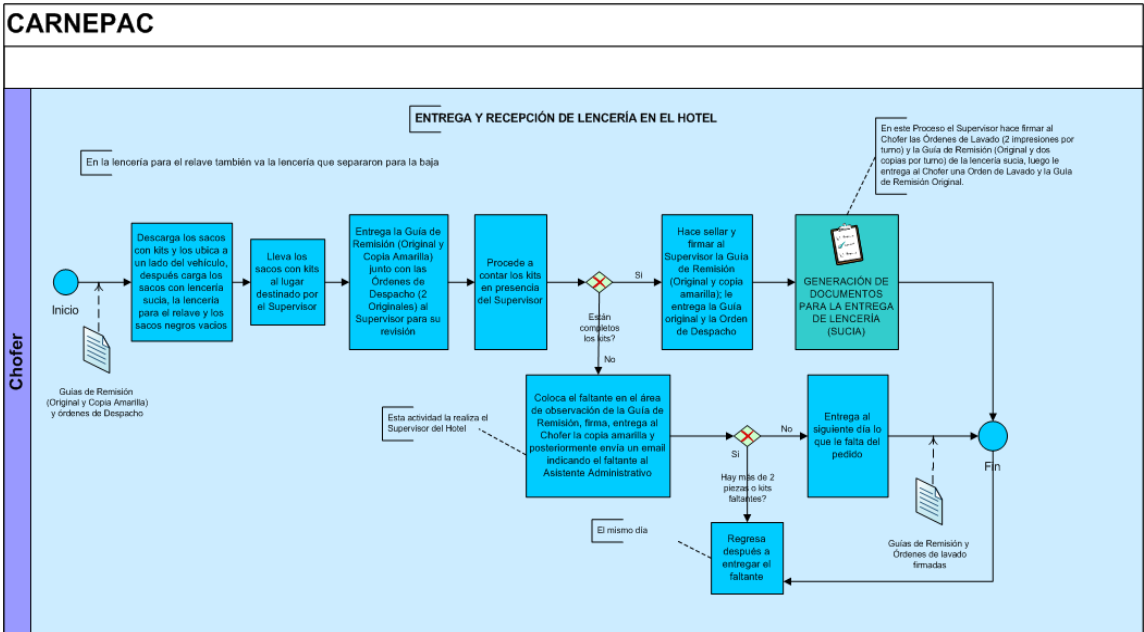 CARNEPAC
ENTREGA Y RECEPCIÓN DE LENCERÍA EN EL HOTEL
En la lencería para el relave también va la lencería que separaron para la baja
En este Proceso el Supervisor hace firmar al
Chofer las Órdenes de Lavado (2 impresiones por
turno) y la Guía de Remisión (Original y dos
copias por turno) de la lencería sucia, luego le
entrega al Chofer una Orden de Lavado y la Guía
de Remisión Original.
Chofer
Inicio
Guías de Remisión
(Original y Copia Amarilla)
y órdenes de Despacho
Descarga los sacos
con kits y los ubica a
un lado del vehículo,
después carga los
sacos con lencería
sucia, la lencería
para el relave y los
sacos negros vacios
Lleva los
sacos con kits
al lugar
destinado por
el Supervisor
Entrega la Guía de
Remisión (Original y
Copia Amarilla)
junto con las
Órdenes de
Despacho (2
Originales) al
Supervisor para su
revisión
Procede a
contar los kits
en presencia
del Supervisor
Están
completos
los kits?
Si
No
Hace sellar y
firmar al
Supervisor la Guía
de Remisión
(Original y copia
amarilla); le
entrega la Guía
original y la Orden
de Despacho
GENERACIÓN DE
DOCUMENTOS
PARA LA ENTREGA
DE LENCERÍA
(SUCIA)
Esta actividad la realiza el
Supervisor del Hotel
Coloca el faltante en el área
de observación de la Guía de
Remisión, firma, entrega al
Chofer la copia amarilla y
posteriormente envía un email
indicando el faltante al
Asistente Administrativo
No
Si
Hay más de 2
piezas o kits
faltantes?
Entrega al
siguiente día lo
que le falta del
pedido
Fin
Guías de Remisión y
Órdenes de lavado
firmadas
El mismo día
Regresa
después a
entregar el
faltante